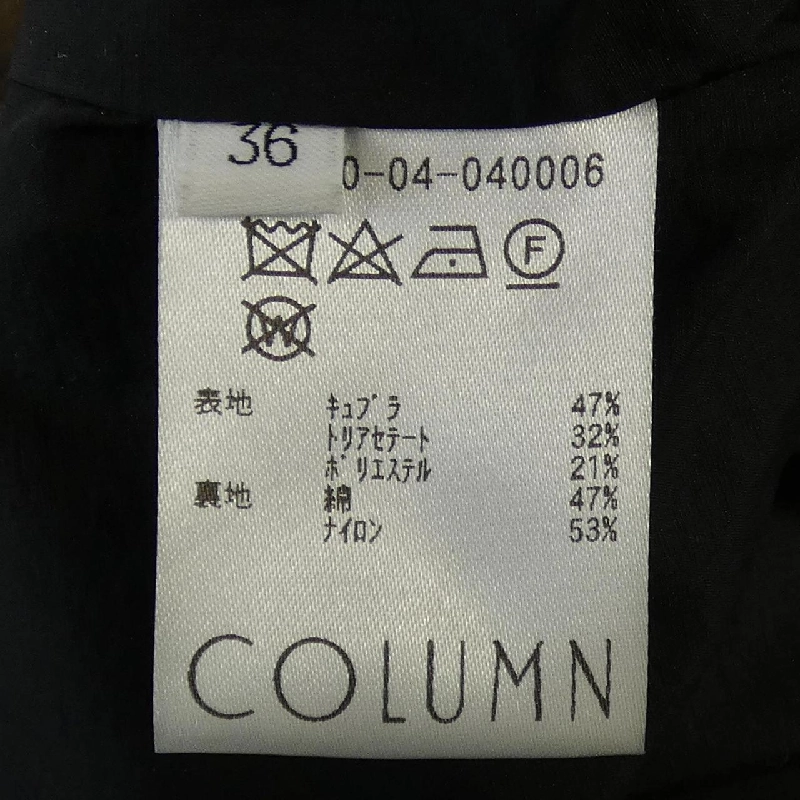 36
0-04-040006
F
W
表地 キュプラ 47%
トリアセテート 32%
ポリエステル 21%
裏地 綿 47%
ナイロン 53%
COLUMN